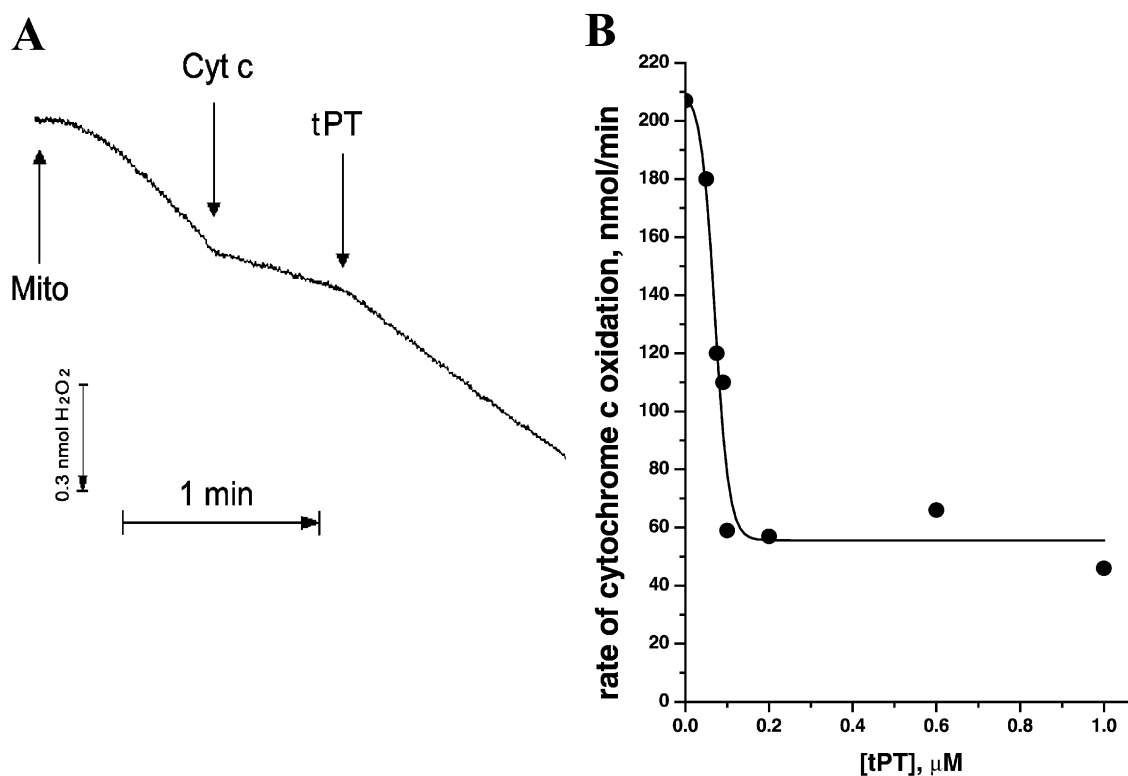 A
Cyt c
tPT
Mito
0.3 nmol H2O2
1 min
B
rate of cytochrome c oxidation, nmol/min
220
200
180
160
140
120
100
80
60
40
20
0
0.0 0.2 0.4 0.6 0.8 1.0
[tPT], μM